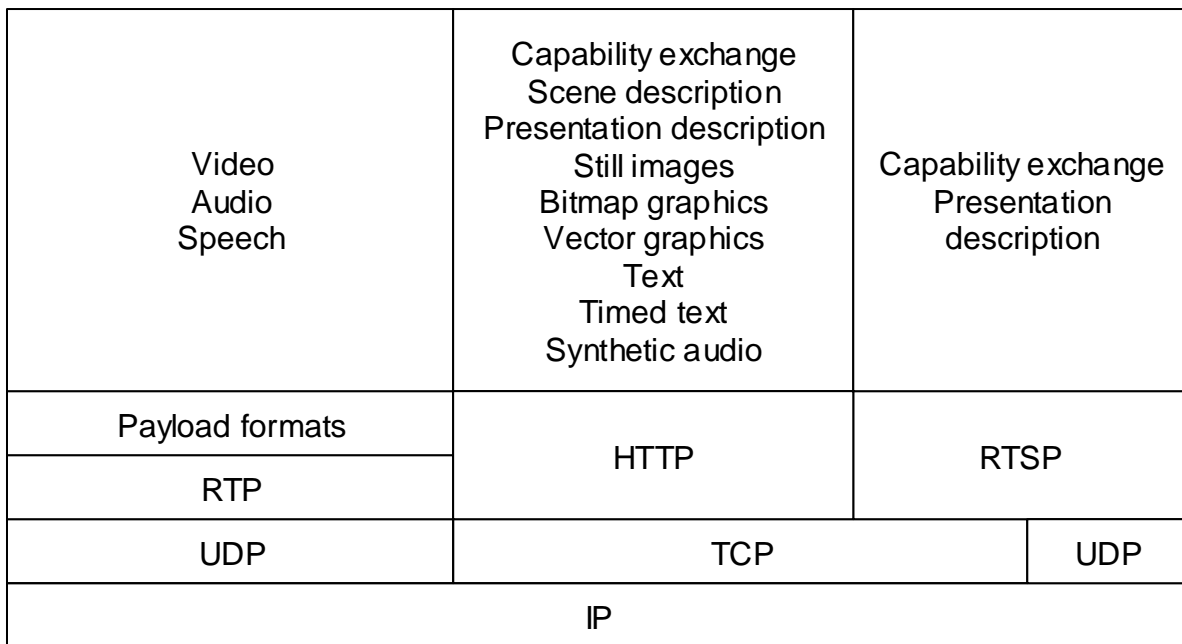 Video
Audio
Speech
Capability exchange
Scene description
Presentation description
Still images
Bitmap graphics
Vector graphics
Text
Timed text
Synthetic audio
Capability exchange
Presentation
description
Payload formats
RTP
HTTP
RTSP
UDP
TCP
UDP
IP